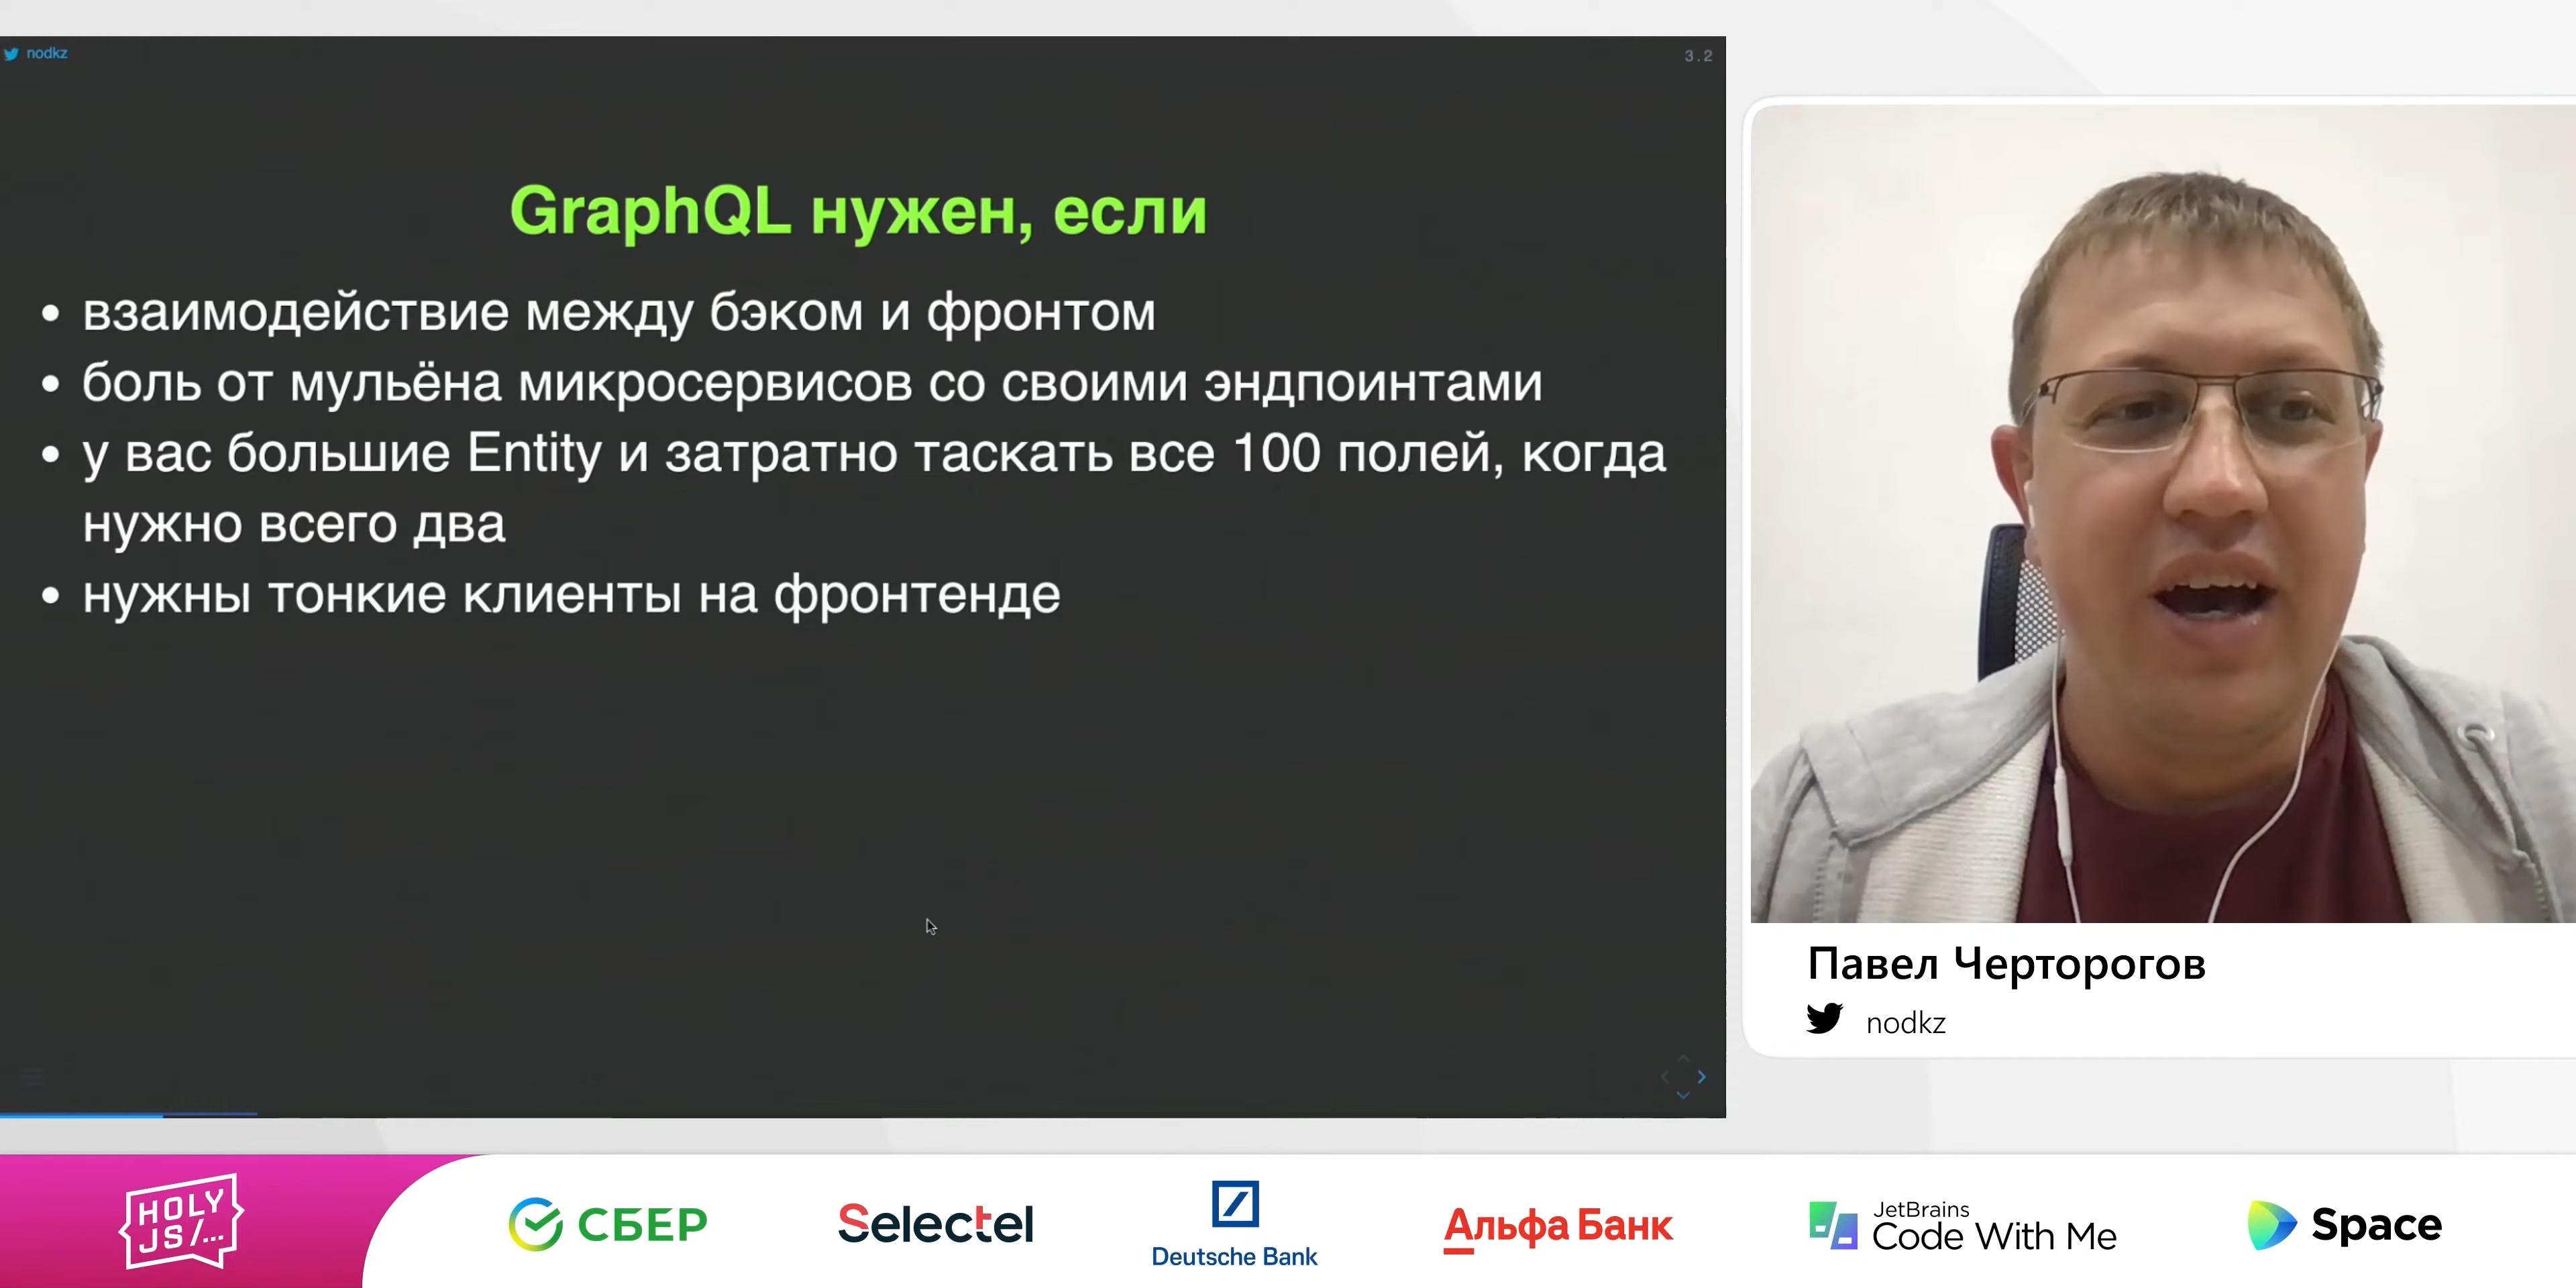 nodkz
3.2
GraphQL нужен, если
• взаимодействие между бэком и фронтом
• боль от мульёна микросервисов со своими эндпоинтами
• у вас большие Entity и затратно таскать все 100 полей, когда
нужно всего два
• нужны тонкие клиенты на фронтенде
Павел Черторогов
nodkz
HOLY
JS/...
СБЕР
Selectel
Deutsche Bank
Альфа Банк
JetBrains
Code With Me
Space